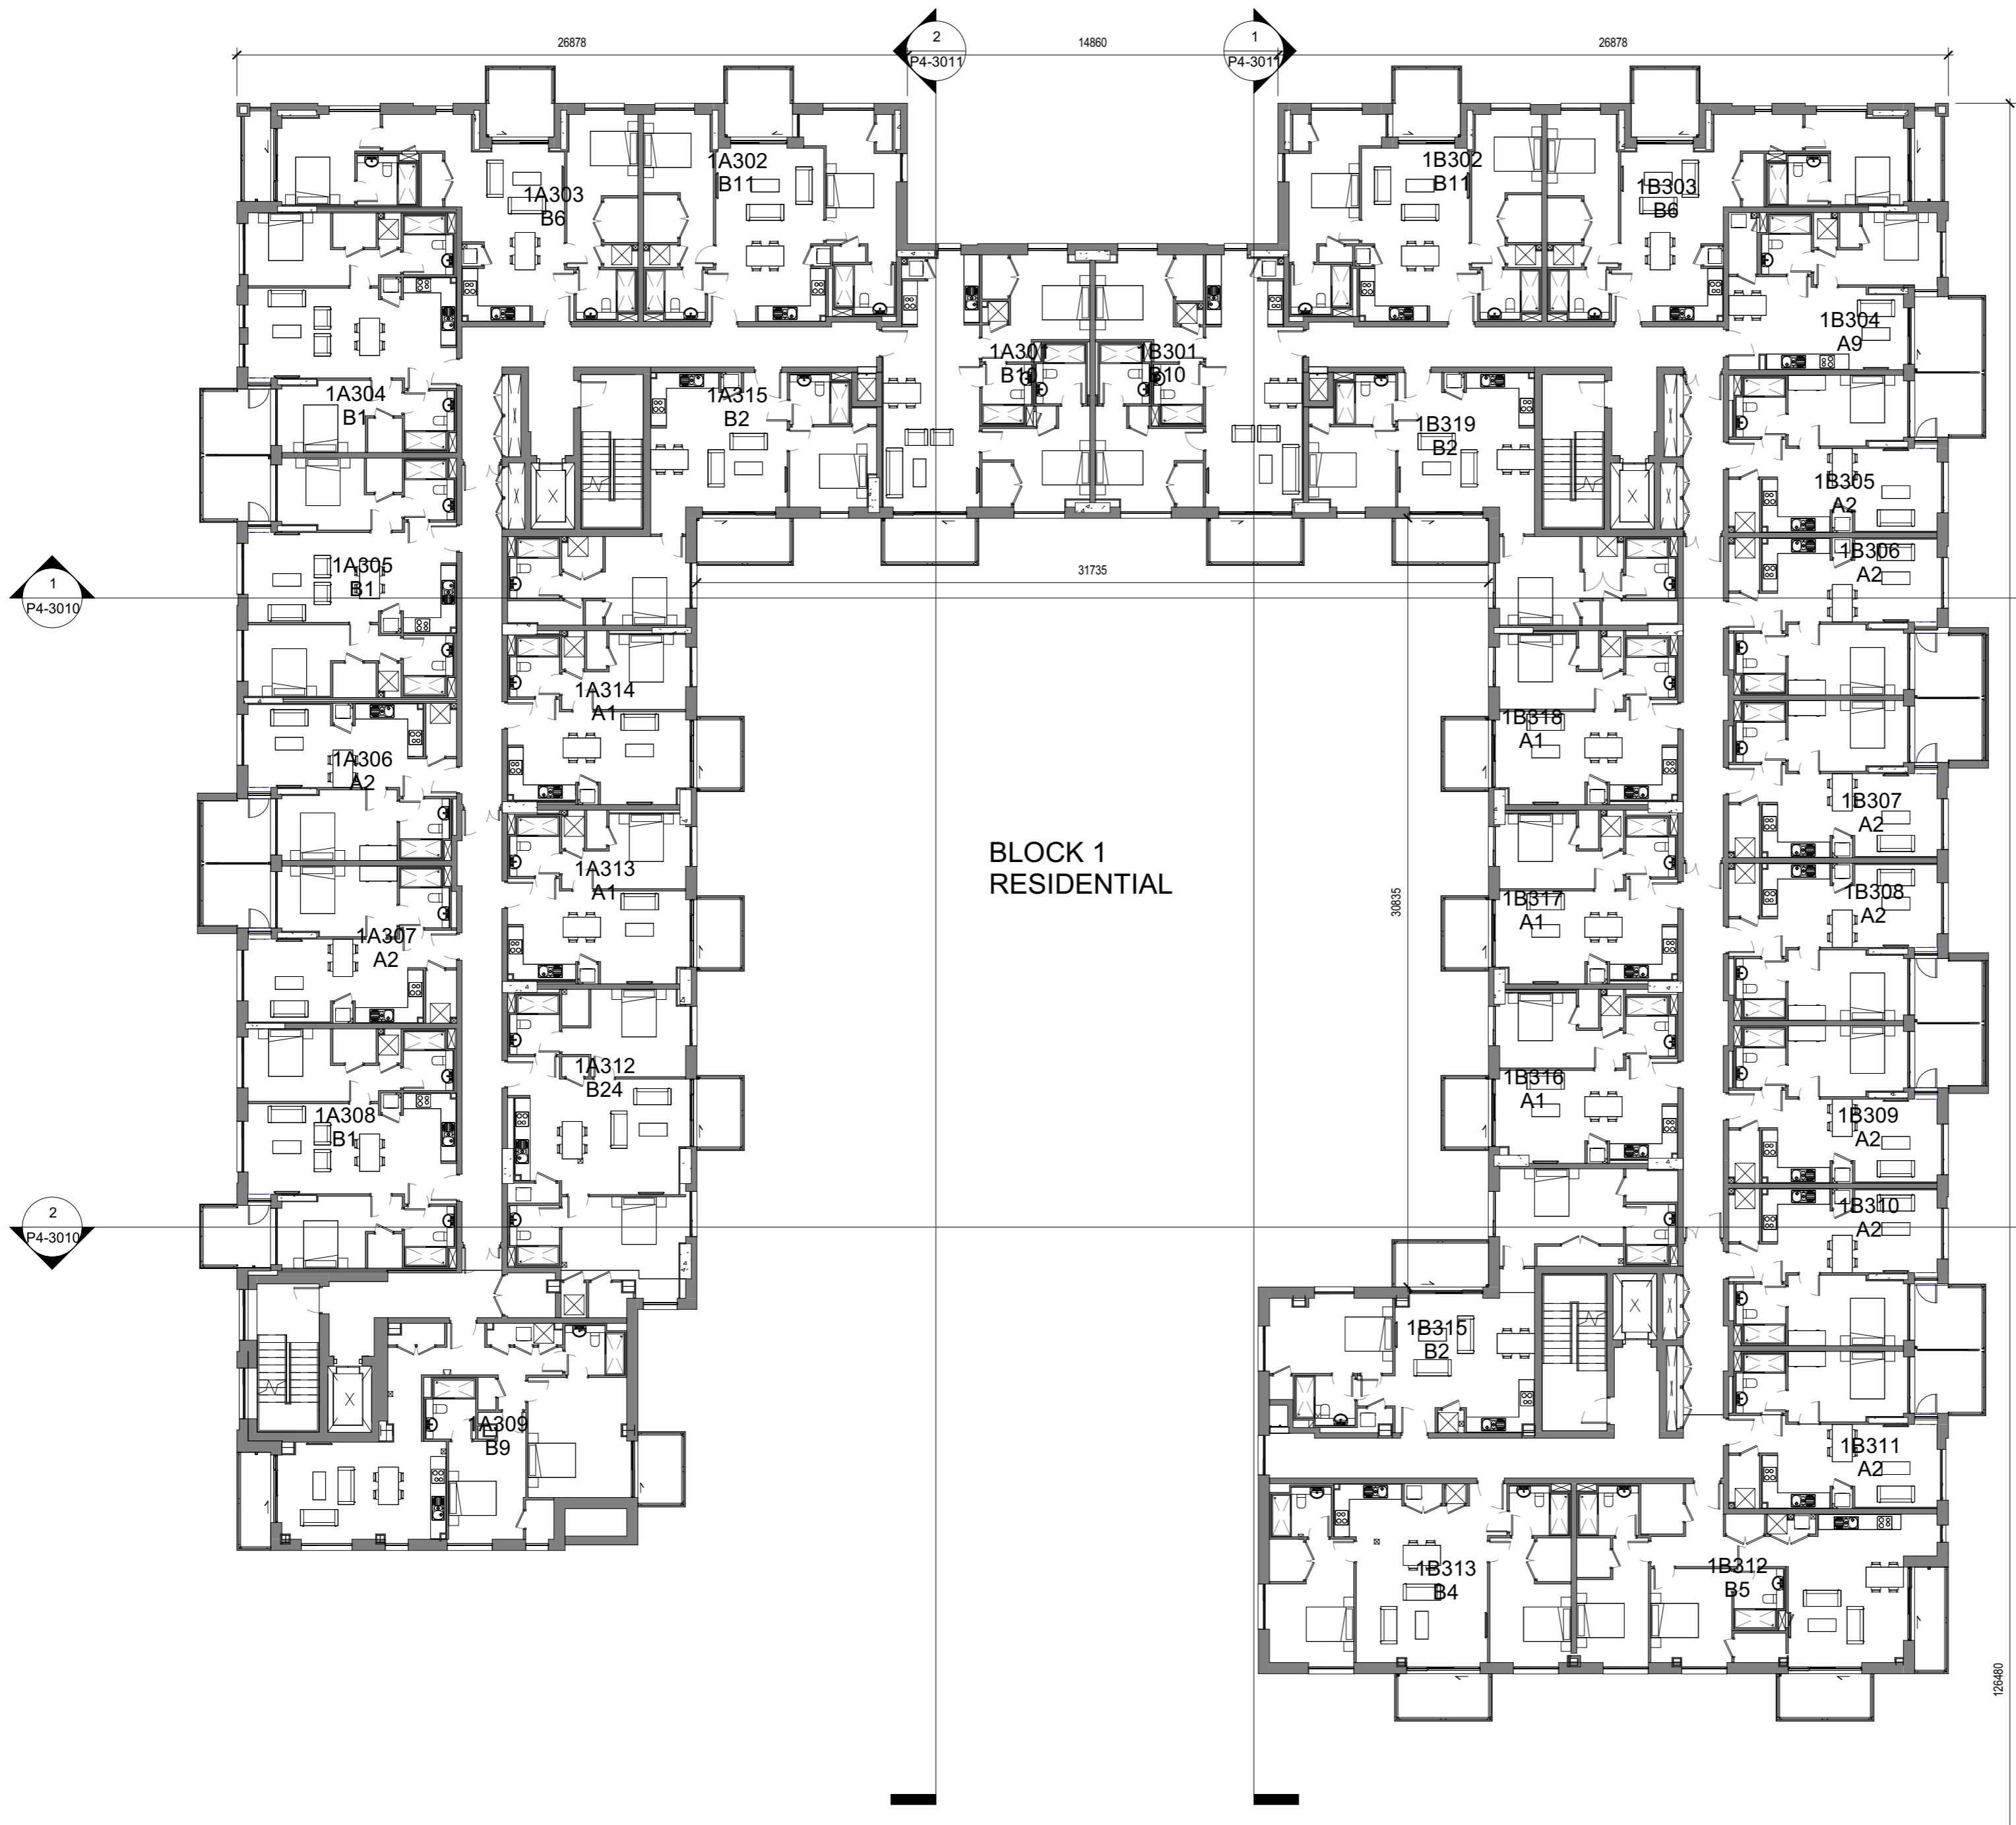 26878
14860
26878
2
P4-3011
1
P4-3011
1A303
B6
1A302
B11
1B302
B11
1B303
B6
1B304
A9
1A301
B10
1B301
B10
1A304
B1
1A315
B2
1B319
B2
1B305
A2
1A305
B1
1B306
A2
1
P4-3010
31735
1A314
A1
1B318
A1
1A306
A2
1B307
A2
BLOCK 1
RESIDENTIAL
1A313
A1
1B317
A1
30835
1B308
A2
1A307
A2
1A312
B24
1B316
A1
1A308
B1
1B309
A2
2
P4-3010
1B310
A2
1B315
B2
1A309
B9
1B311
A2
1B313
B4
1B312
B5
126480